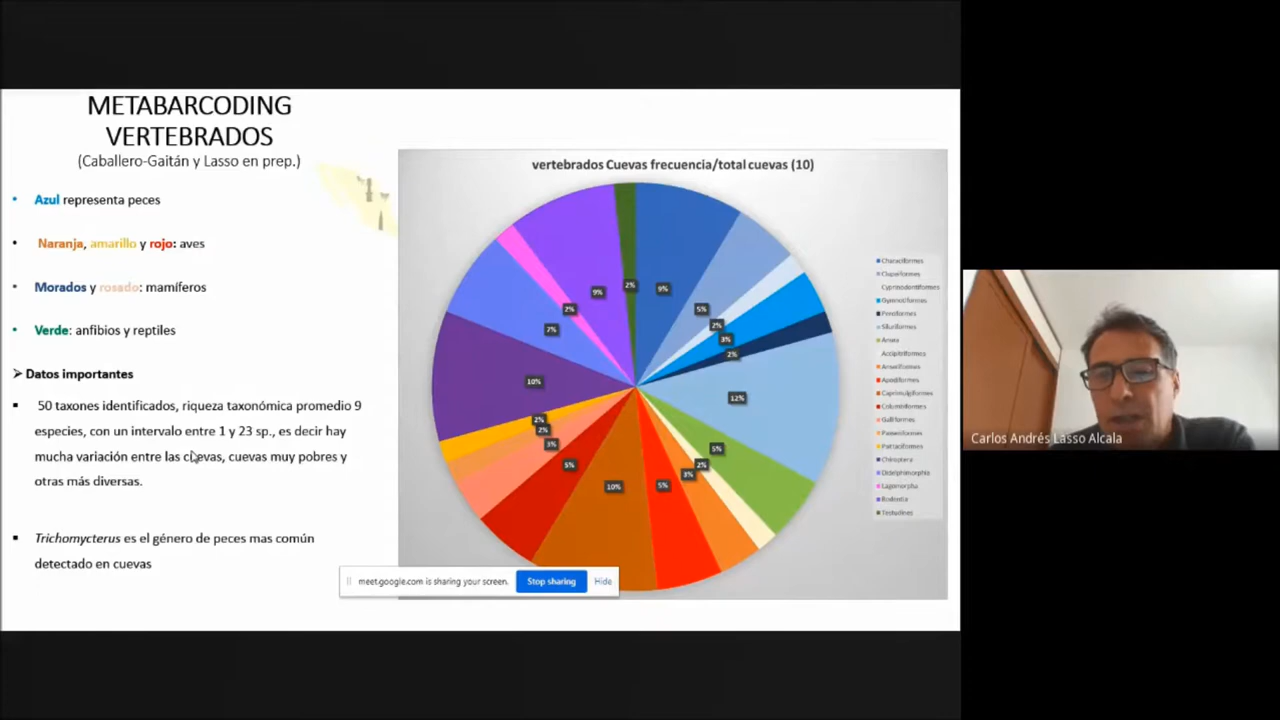 METABARCODING
VERTEBRADOS
(Caballero-Gaitán y Lasso en prep.)
• Azul representa peces
• Naranja, amarillo y rojo: aves
• Morados y rosado: mamíferos
• Verde: anfibios y reptiles
➢ Datos importantes
▪ 50 taxones identificados, riqueza taxonómica promedio 9
especies, con un intervalo entre 1 y 23 sp., es decir hay
mucha variación entre las cuevas, cuevas muy pobres y
otras más diversas.
▪ Trichomycterus es el género de peces mas común
detectado en cuevas
vertebrados Cuevas frecuencia/total cuevas (10)
2%
9%
9%
2%
5%
2%
7%
3%
2%
10%
12%
2%
2%
3%
5%
5%
2%
3%
10%
5%
Characiformes
Clupeiformes
Cyprinodontiformes
Gymnotiformes
Perciformes
Siluriformes
Anura
Accipitriformes
Anseriformes
Apodiformes
Caprimulgiformes
Columbiformes
Galliformes
Passeriformes
Psittaciformes
Chiroptera
Didelphimorphia
Lagomorpha
Rodentia
Testudines
meet.google.com is sharing your screen.
Stop sharing
Hide
Carlos Andrés Lasso Alcala